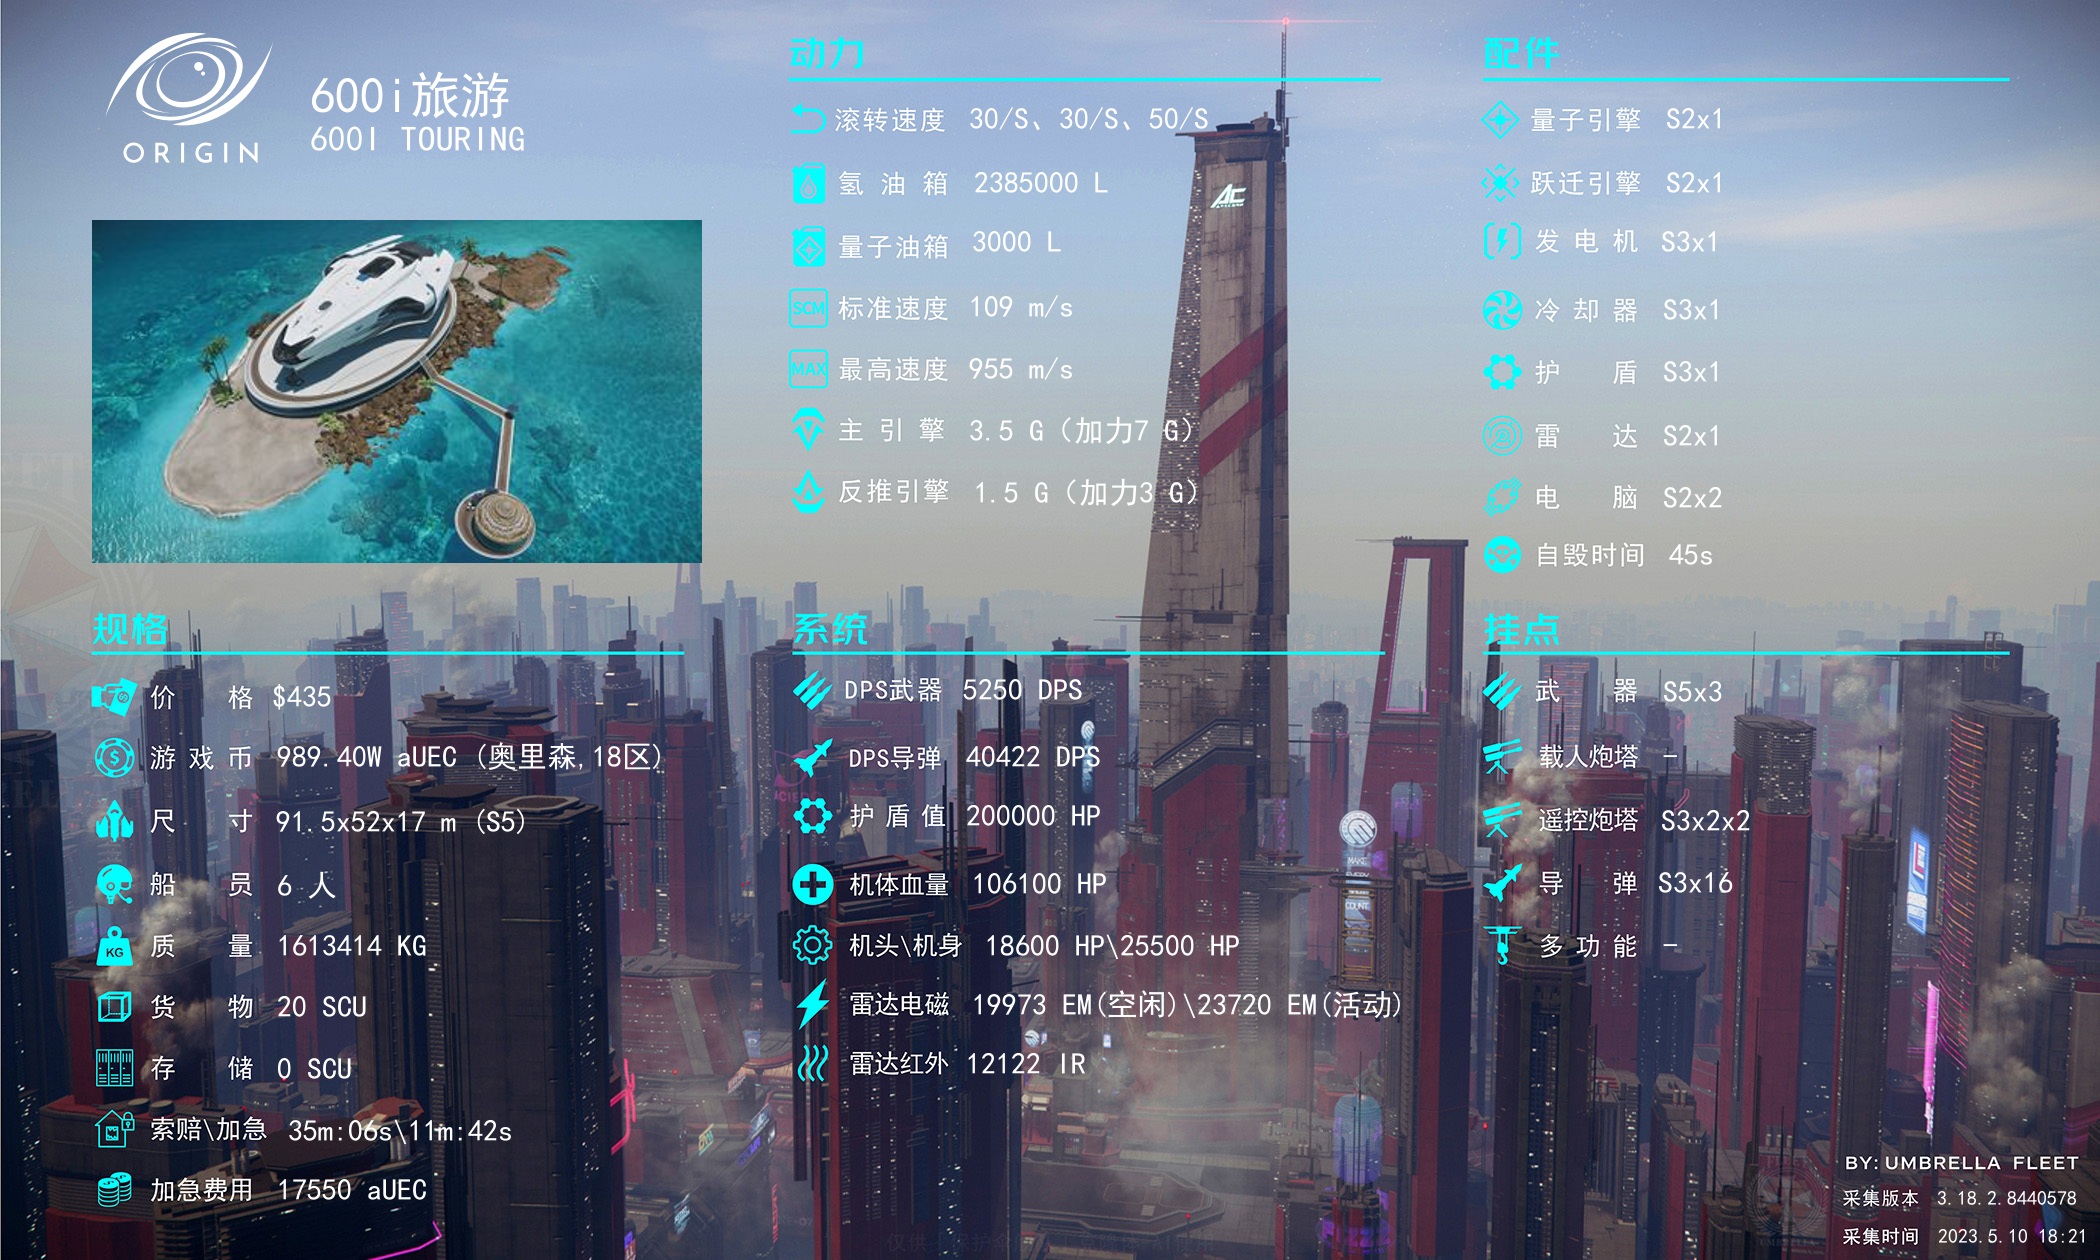 ORIGIN
600i旅游
600I TOURING
动力
滚转速度 30/S、30/S、50/S
氢油箱 2385000 L
量子油箱 3000 L
SCM 标准速度 109 m/s
MAX 最高速度 955 m/s
主引擎 3.5 G（加力7 G）
反推引擎 1.5 G（加力3 G）
配件
量子引擎 S2x1
跃迁引擎 S2x1
发电机 S3x1
冷却器 S3x1
护盾 S3x1
雷达 S2x1
电脑 S2x2
自毁时间 45s
规格
价格 $435
游戏币 989.40W aUEC (奥里森,18区)
尺寸 91.5x52x17 m (S5)
船员 6 人
KG 质量 1613414 KG
货物 20 SCU
存储 0 SCU
索赔\加急 35m:06s\11m:42s
加急费用 17550 aUEC
系统
DPS武器 5250 DPS
DPS导弹 40422 DPS
护盾值 200000 HP
机体血量 106100 HP
机头\机身 18600 HP\25500 HP
雷达电磁 19973 EM(空闲)\23720 EM(活动)
雷达红外 12122 IR
挂点
武器 S5x3
载人炮塔 -
遥控炮塔 S3x2x2
导弹 S3x16
多功能 -
AC
MAKE
EVERY
COUNT
BY: UMBRELLA FLEET
采集版本 3.18.2.8440578
采集时间 2023.5.10 18:21